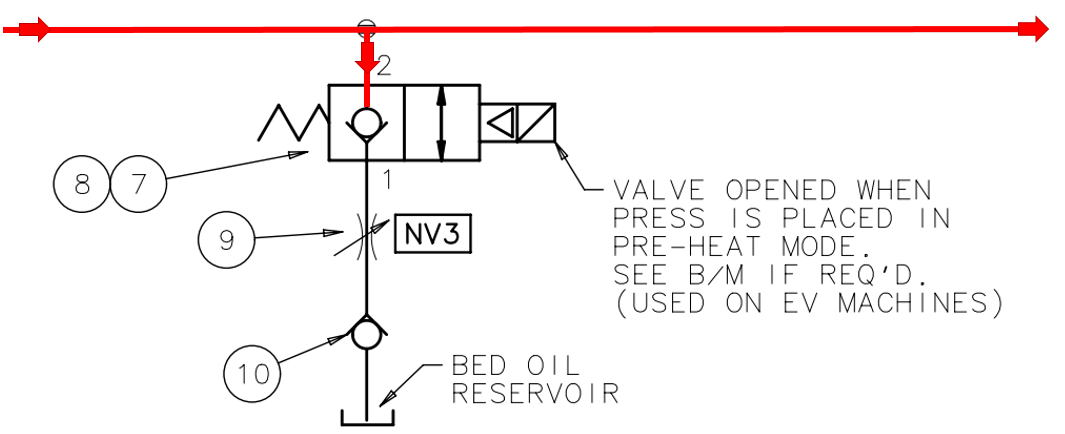 2
8
7
1
9
NV3
VALVE OPENED WHEN
PRESS IS PLACED IN
PRE-HEAT MODE.
SEE B/M IF REQ'D.
(USED ON EV MACHINES)
10
BED OIL
RESERVOIR